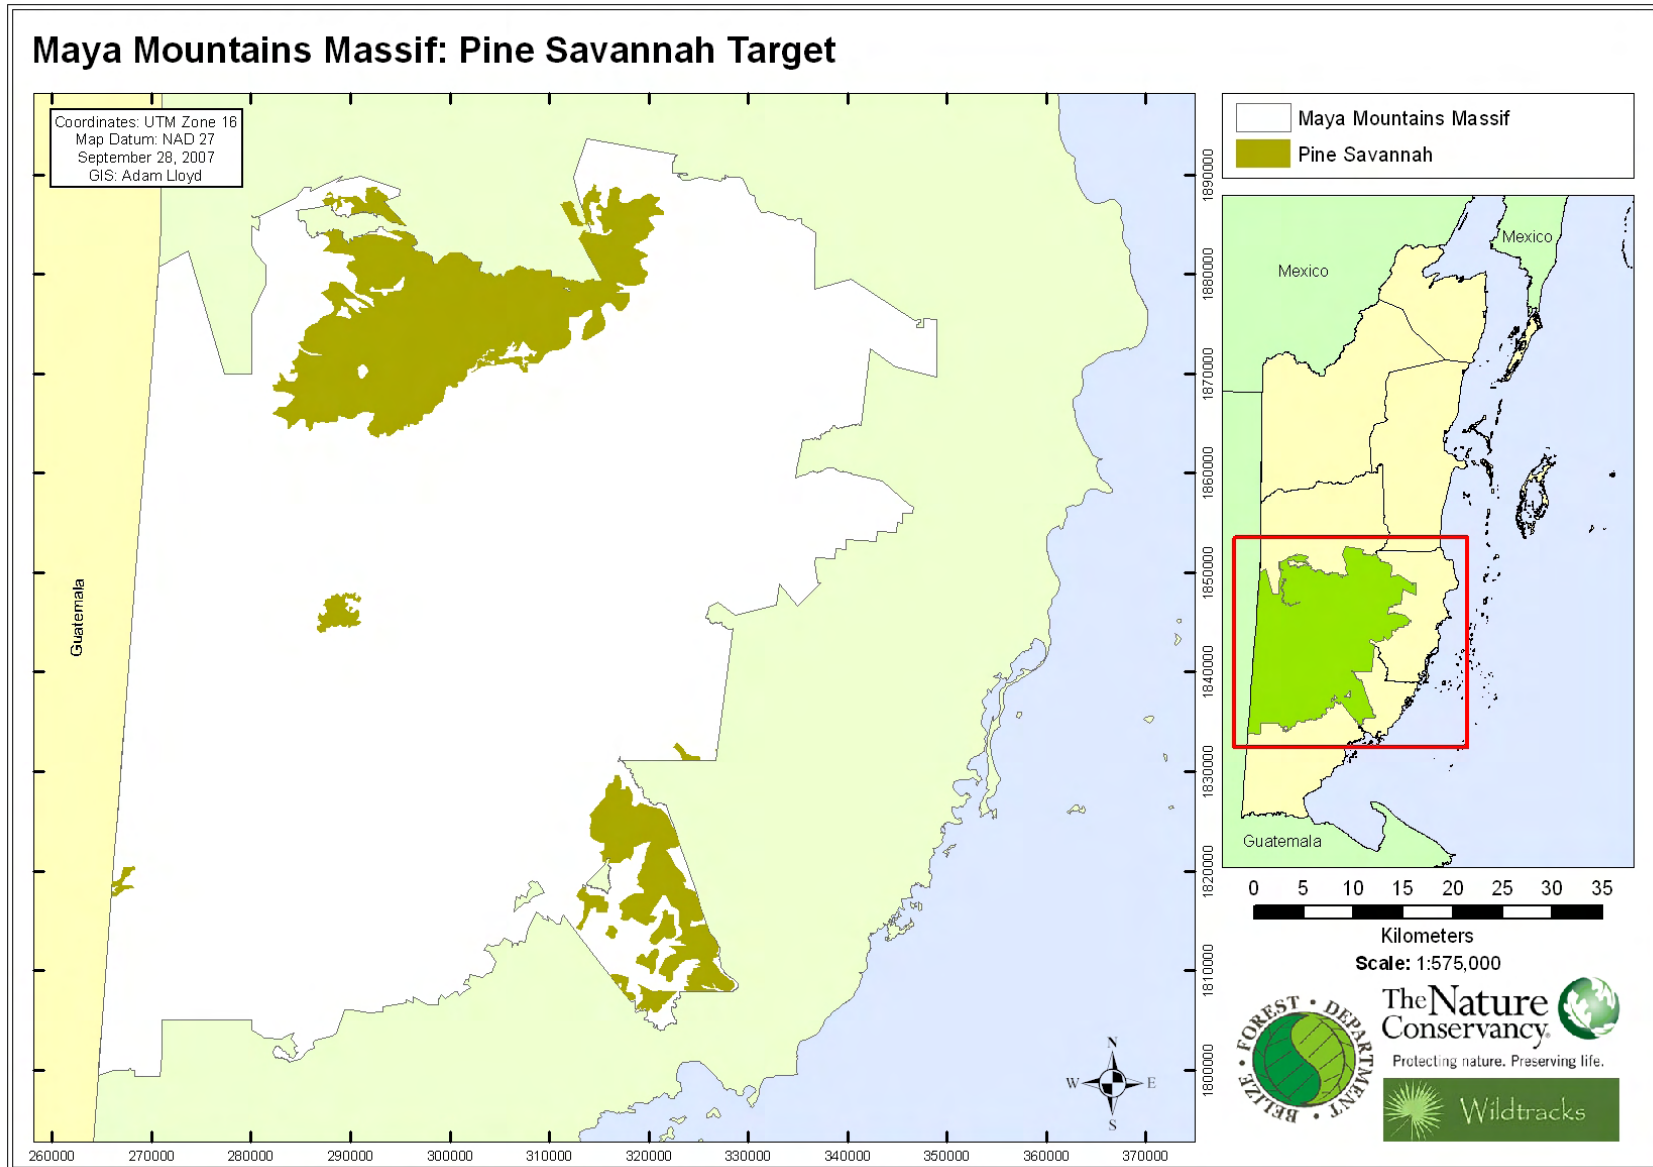 Maya Mountains Massif: Pine Savannah Target
Coordinates: UTM Zone 16
Map Datum: NAD 27
September 28, 2007
GIS: Adam Lloyd
Maya Mountains Massif
Pine Savannah
Guatemala
1890000
1880000
1870000
1860000
1850000
1840000
1830000
1820000
1810000
1800000
260000 270000 280000 290000 300000 310000 320000 330000 340000 350000 360000 370000
N
W E
S
Mexico
Mexico
Guatemala
0 5 10 15 20 25 30 35
Kilometers
Scale: 1:575,000
FOREST • DEPARTMENT • BELIZE •
The Nature
Conservancy
Protecting nature. Preserving life.
Wildtracks